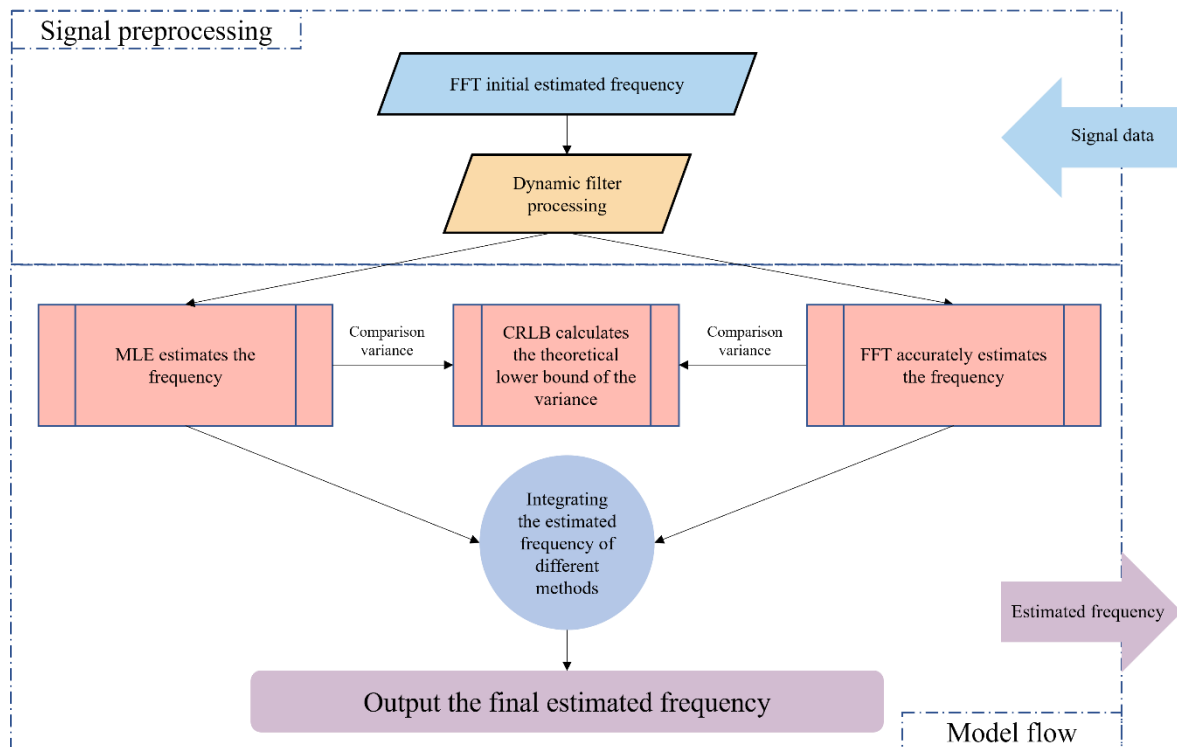 Signal preprocessing
FFT initial estimated frequency
Signal data
Dynamic filter
processing
MLE estimates the
frequency
Comparison
variance
CRLB calculates
the theoretical
lower bound of the
variance
Comparison
variance
FFT accurately estimates
the frequency
Integrating
the estimated
frequency of
different
methods
Estimated frequency
Output the final estimated frequency
Model flow